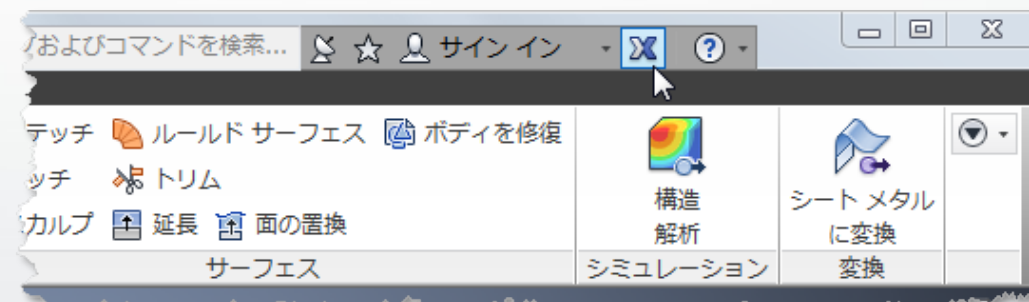 およびコマンドを検索... サイン イン
テッチ ルールド サーフェス ボディを修復
ッチ トリム
カルプ 延長 面の置換
サーフェス
構造
解析
シミュレーション
シート メタル
に変換
変換